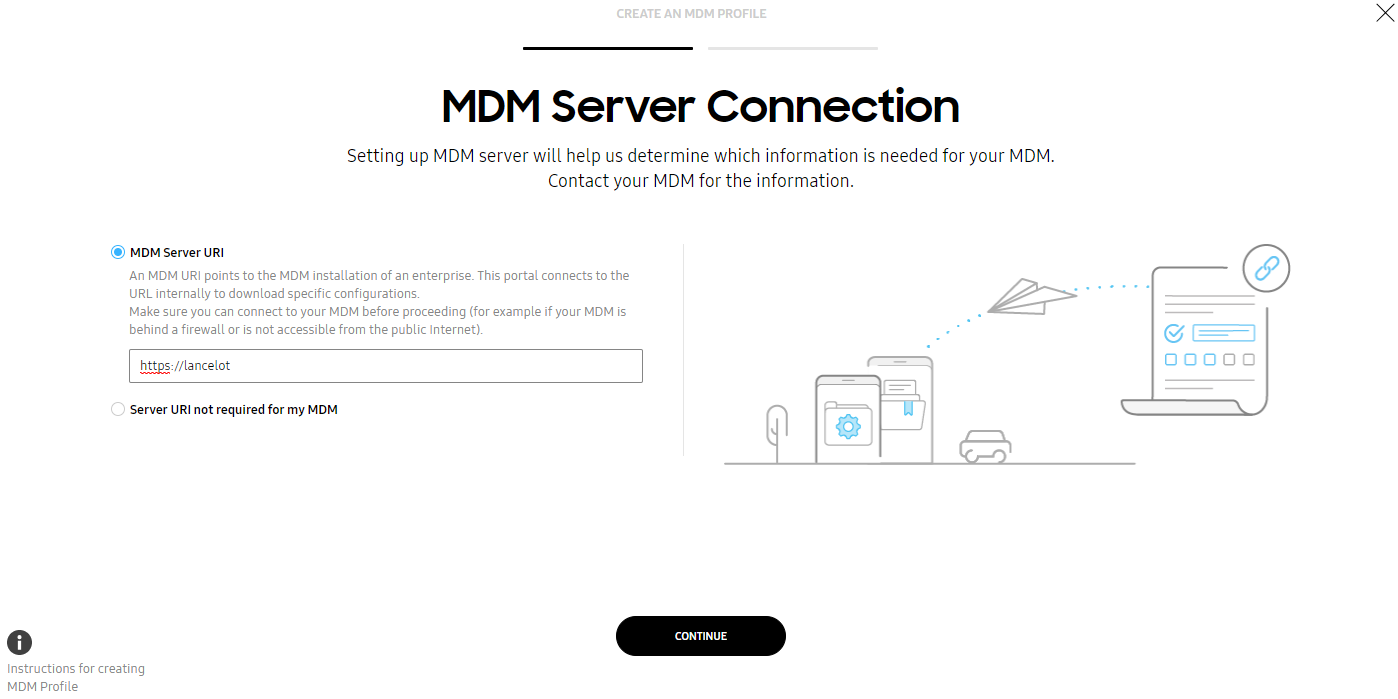 CREATE AN MDM PROFILE
MDM Server Connection
Setting up MDM server will help us determine which information is needed for your MDM.
Contact your MDM for the information.
MDM Server URI
An MDM URI points to the MDM installation of an enterprise. This portal connects to the
URL internally to download specific configurations.
Make sure you can connect to your MDM before proceeding (for example if your MDM is
behind a firewall or is not accessible from the public Internet).
https://lancelot
Server URI not required for my MDM
CONTINUE
Instructions for creating
MDM Profile